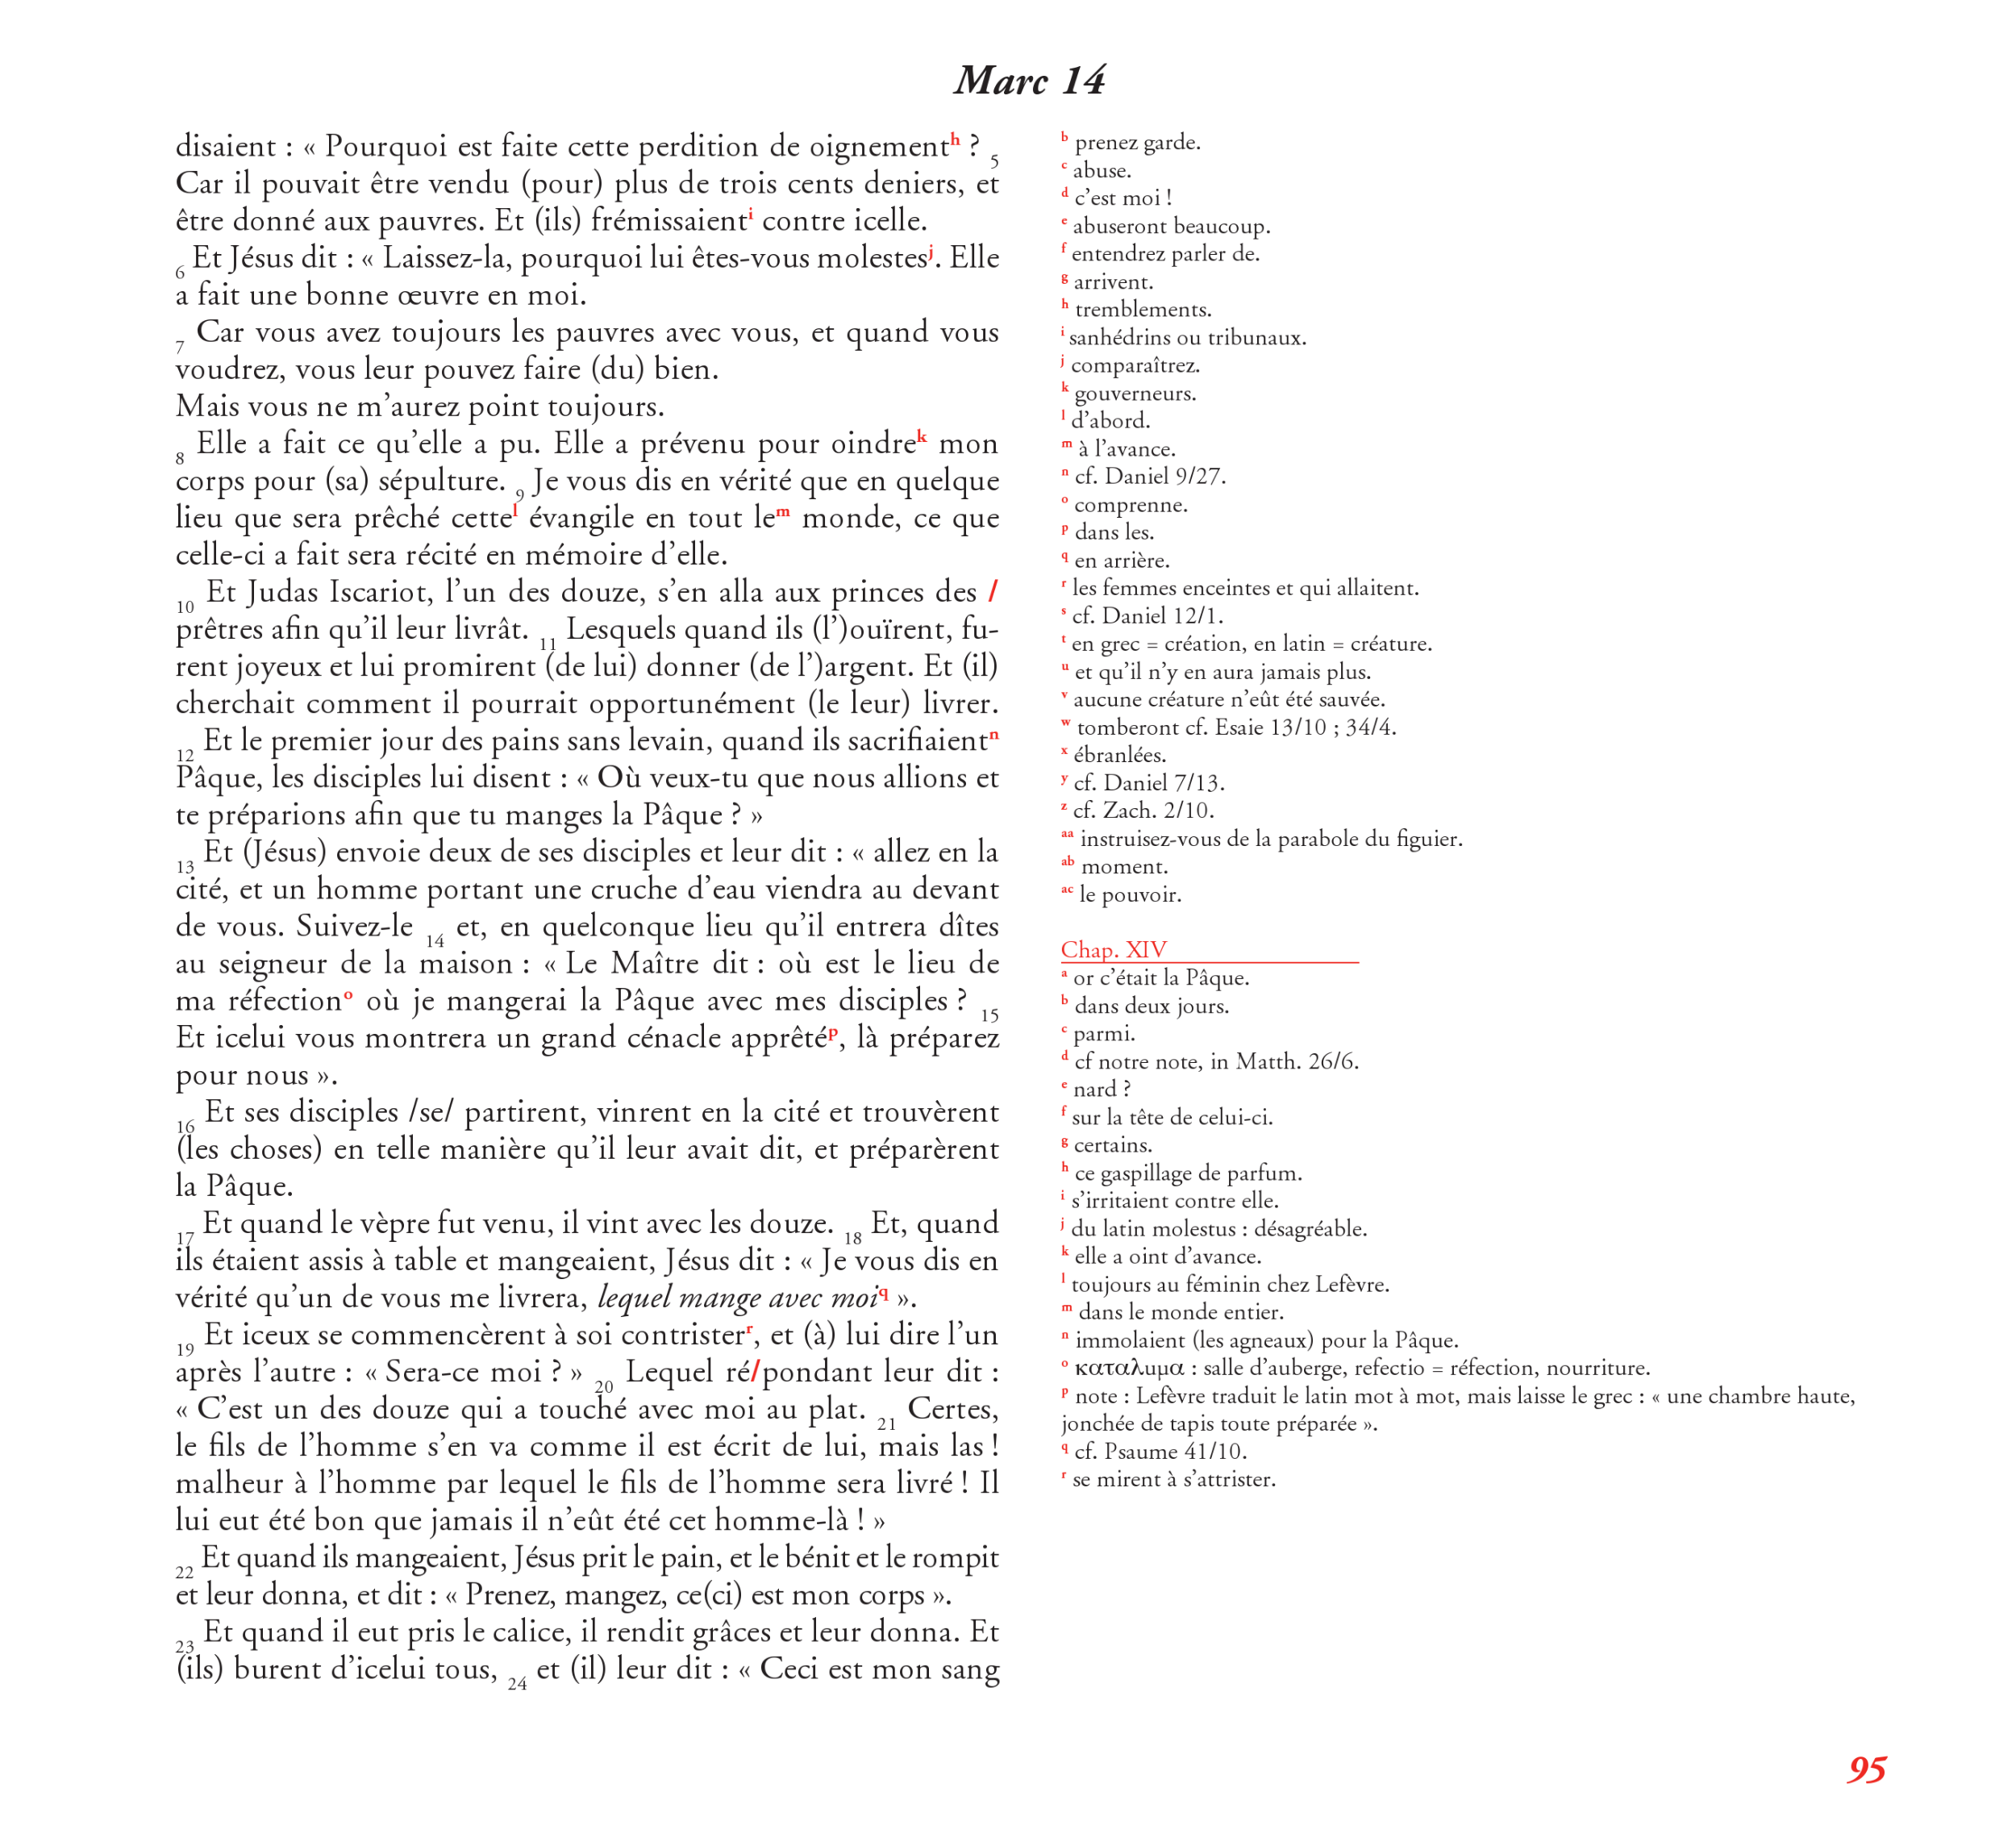 Marc 14
disaient : « Pourquoi est faite cette perdition de oignementʰ ? 5
Car il pouvait être vendu (pour) plus de trois cents deniers, et
être donné aux pauvres. Et (ils) frémissaientⁱ contre icelle.
6 Et Jésus dit : « Laissez-la, pourquoi lui êtes-vous molestesʲ. Elle
a fait une bonne œuvre en moi.
7 Car vous avez toujours les pauvres avec vous, et quand vous
voudrez, vous leur pouvez faire (du) bien.
Mais vous ne m’aurez point toujours.
8 Elle a fait ce qu’elle a pu. Elle a prévenu pour oindreᵏ mon
corps pour (sa) sépulture. 9 Je vous dis en vérité que en quelque
lieu que sera prêché cetteˡ évangile en tout leᵐ monde, ce que
celle-ci a fait sera récité en mémoire d’elle.
10 Et Judas Iscariot, l’un des douze, s’en alla aux princes des /
prêtres afin qu’il leur livrât. 11 Lesquels quand ils (l’)ouïrent, fu-
rent joyeux et lui promirent (de lui) donner (de l’)argent. Et (il)
cherchait comment il pourrait opportunément (le leur) livrer.
12 Et le premier jour des pains sans levain, quand ils sacrifiaientⁿ
Pâque, les disciples lui disent : « Où veux-tu que nous allions et
te préparions afin que tu manges la Pâque ? »
13 Et (Jésus) envoie deux de ses disciples et leur dit : « allez en la
cité, et un homme portant une cruche d’eau viendra au devant
de vous. Suivez-le 14 et, en quelconque lieu qu’il entrera dîtes
au seigneur de la maison : « Le Maître dit : où est le lieu de
ma réfectionᵒ où je mangerai la Pâque avec mes disciples ? 15
Et icelui vous montrera un grand cénacle apprêtéᵖ, là préparez
pour nous ».
16 Et ses disciples /se/ partirent, vinrent en la cité et trouvèrent
(les choses) en telle manière qu’il leur avait dit, et préparèrent
la Pâque.
17 Et quand le vèpre fut venu, il vint avec les douze. 18 Et, quand
ils étaient assis à table et mangeaient, Jésus dit : « Je vous dis en
vérité qu’un de vous me livrera, lequel mange avec moi^q ».
19 Et iceux se commencèrent à soi contristerʳ, et (à) lui dire l’un
après l’autre : « Sera-ce moi ? » 20 Lequel ré/pondant leur dit :
« C’est un des douze qui a touché avec moi au plat. 21 Certes,
le fils de l’homme s’en va comme il est écrit de lui, mais las !
malheur à l’homme par lequel le fils de l’homme sera livré ! Il
lui eut été bon que jamais il n’eût été cet homme-là ! »
22 Et quand ils mangeaient, Jésus prit le pain, et le bénit et le rompit
et leur donna, et dit : « Prenez, mangez, ce(ci) est mon corps ».
23 Et quand il eut pris le calice, il rendit grâces et leur donna. Et
(ils) burent d’icelui tous, 24 et (il) leur dit : « Ceci est mon sang
b prenez garde.
c abuse.
d c’est moi !
e abuseront beaucoup.
f entendrez parler de.
g arrivent.
h tremblements.
i sanhédrins ou tribunaux.
j comparaîtrez.
k gouverneurs.
l d’abord.
m à l’avance.
n cf. Daniel 9/27.
o comprenne.
p dans les.
q en arrière.
r les femmes enceintes et qui allaitent.
s cf. Daniel 12/1.
t en grec = création, en latin = créature.
u et qu’il n’y en aura jamais plus.
v aucune créature n’eût été sauvée.
w tomberont cf. Esaie 13/10 ; 34/4.
x ébranlées.
y cf. Daniel 7/13.
z cf. Zach. 2/10.
aa instruisez-vous de la parabole du figuier.
ab moment.
ac le pouvoir.
Chap. XIV
a or c’était la Pâque.
b dans deux jours.
c parmi.
d cf notre note, in Matth. 26/6.
e nard ?
f sur la tête de celui-ci.
g certains.
h ce gaspillage de parfum.
i s’irritaient contre elle.
j du latin molestus : désagréable.
k elle a oint d’avance.
l toujours au féminin chez Lefèvre.
m dans le monde entier.
n immolaient (les agneaux) pour la Pâque.
o καταλυμα : salle d’auberge, refectio = réfection, nourriture.
p note : Lefèvre traduit le latin mot à mot, mais laisse le grec : « une chambre haute,
jonchée de tapis toute préparée ».
q cf. Psaume 41/10.
r se mirent à s’attrister.
95